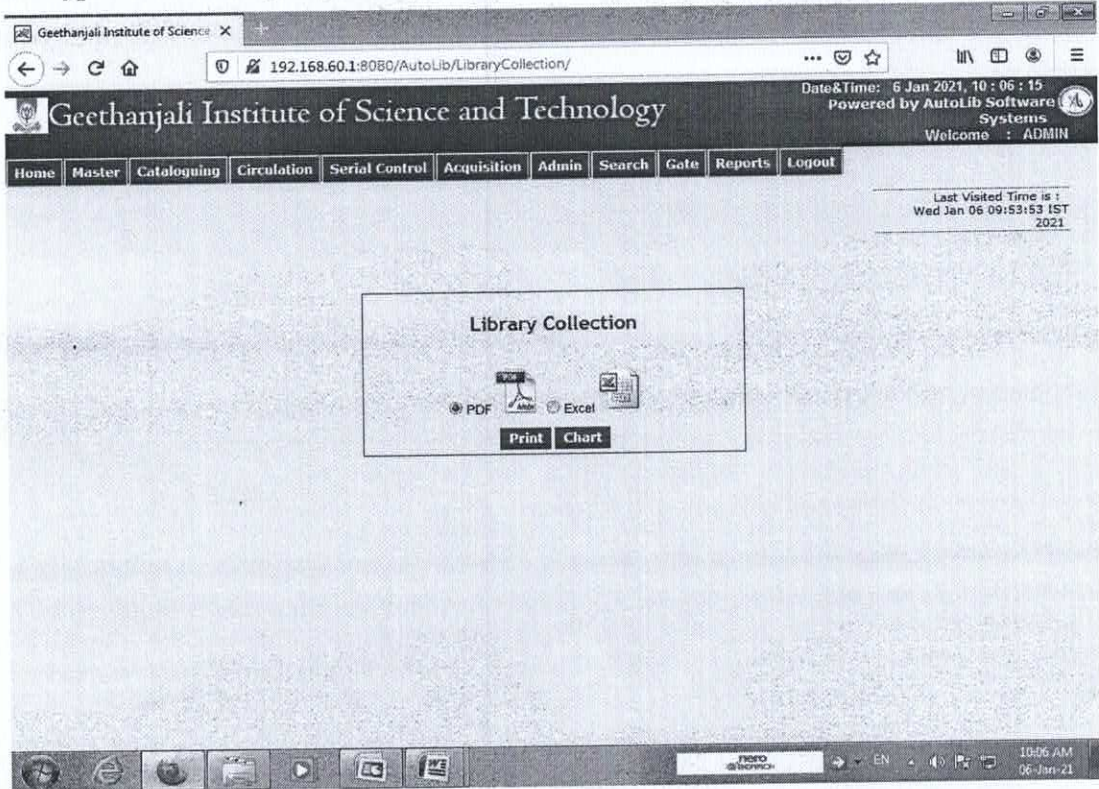 Geethanjali Institute of Science
192.168.60.1:8080/AutoLib/LibraryCollection/
Geethanjali Institute of Science and Technology
Date&Time: 6 Jan 2021, 10 : 06 : 15
Powered by AutoLib Software
Systems
Welcome : ADMIN
Home Master Cataloguing Circulation Serial Control Acquisition Admin Search Gate Reports Logout
Last Visited Time is :
Wed Jan 06 09:53:53 IST
2021
Library Collection
PDF Excel
Print Chart
nero
EN
10:06 AM
06-Jan-21